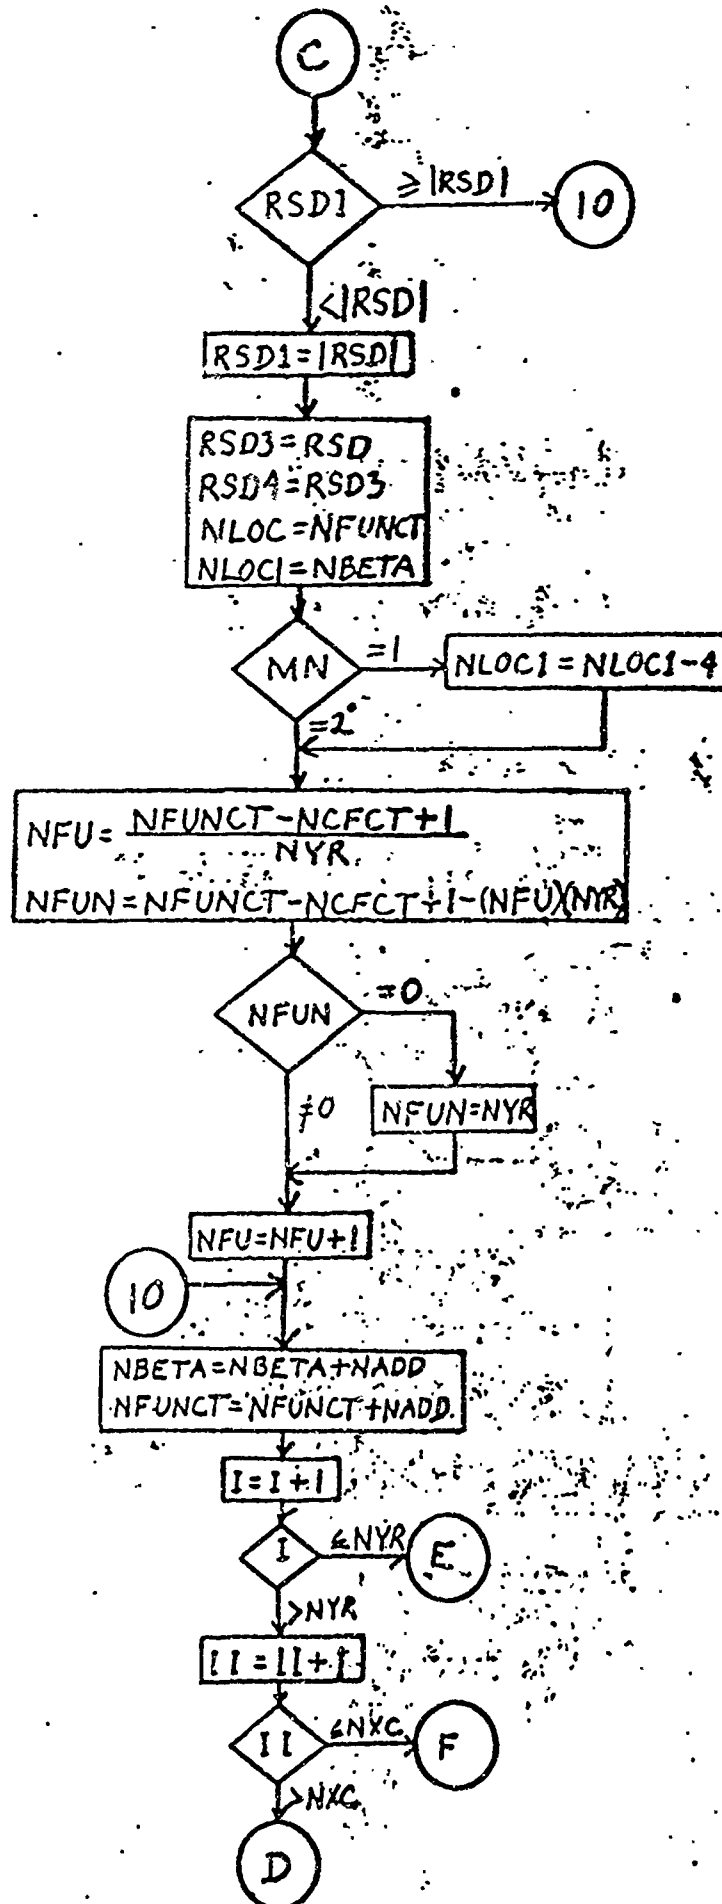 C
RSD1
≥|RSD|
10
<|RSD|
RSD1=|RSD|
RSD3=RSD
RSD4=RSD3
NLOC=NFUNCT
NLOC1=NBETA
MN
=1
NLOC1=NLOC1-4
=2
NFU= NFUNCT-NCFCT+1
NYR
NFUN=NFUNCT-NCFCT+1-(NFU)(NYR)
NFUN
=0
≠0
NFUN=NYR
NFU=NFU+1
10
NBETA=NBETA+NADD
NFUNCT=NFUNCT+NADD
I=I+1
I
≤NYR
E
>NYR
II=II+1
II
≤NXC
F
>NXC
D